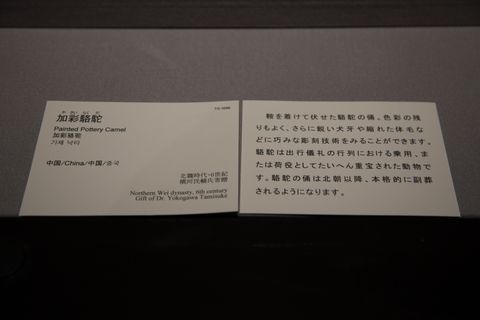 かさいらくだ
加彩駱駝
Painted Pottery Camel
加彩骆驼
가채 낙타
中国/China/中国/중국
北魏時代・6世紀
横河民輔氏寄贈
Northern Wei dynasty, 6th century
Gift of Dr. Yokogawa Tamisuke
鞍を着けて伏せた駱駝の俑。色彩の残
りもよく、さらに鋭い犬牙や縮れた体毛な
どに巧みな彫刻技術をみることができます。
駱駝は出行儀礼の行列における乗用、ま
たは荷役としてたいへん重宝された動物で
す。駱駝の俑は北朝以降、本格的に副葬
されるようになります。